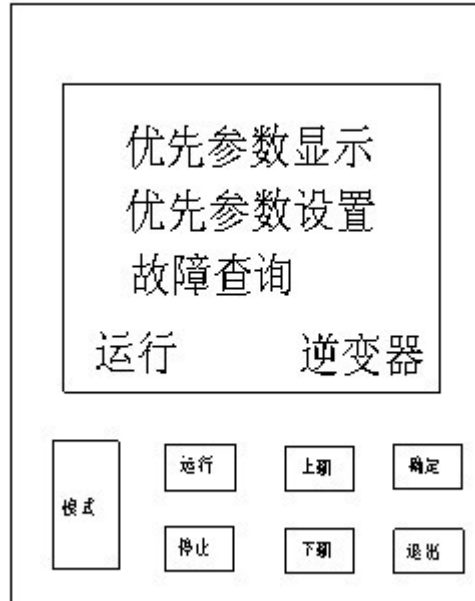 优先参数显示
优先参数设置
故障查询
运行 逆变器
运行 上翻 确定
模式
停止 下翻 退出